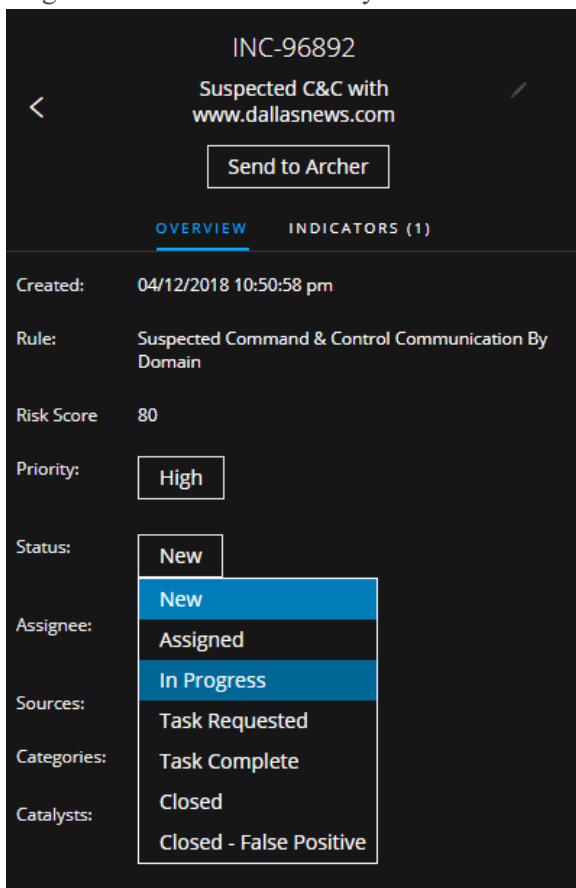 INC-96892
Suspected C&C with
www.dallasnews.com
Send to Archer
OVERVIEW INDICATORS (1)
Created: 04/12/2018 10:50:58 pm
Rule: Suspected Command & Control Communication By
Domain
Risk Score 80
Priority: High
Status: New
New
Assignee:
Assigned
In Progress
Sources:
Task Requested
Categories: Task Complete
Closed
Catalysts:
Closed - False Positive